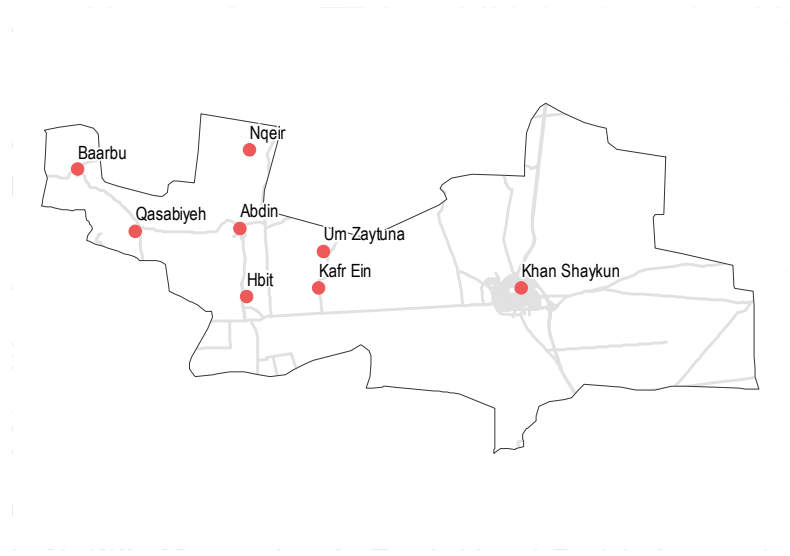 Nqeir
Baarbu
Qasabiyeh
Abdin
Um Zaytuna
Hbit
Kafr Ein
Khan Shaykun